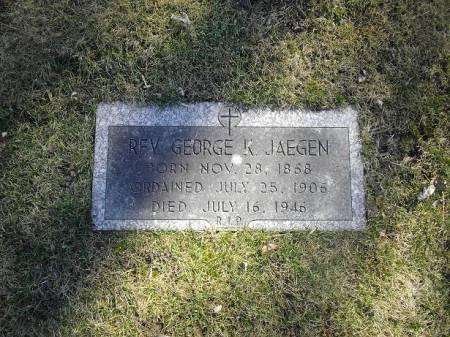 REV. GEORGE K. JAEGEN
BORN NOV. 28, 1868
ORDAINED JULY 25, 1906
DIED JULY 16, 1946
R.I.P.